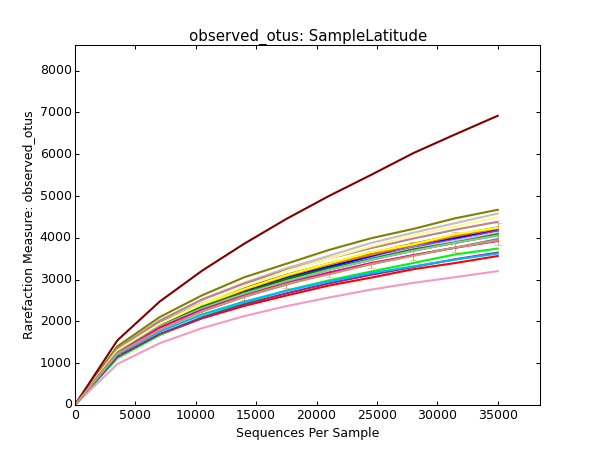 observed_otus: SampleLatitude
Rarefaction Measure: observed_otus
8000
7000
6000
5000
4000
3000
2000
1000
0
0 5000 10000 15000 20000 25000 30000 35000
Sequences Per Sample